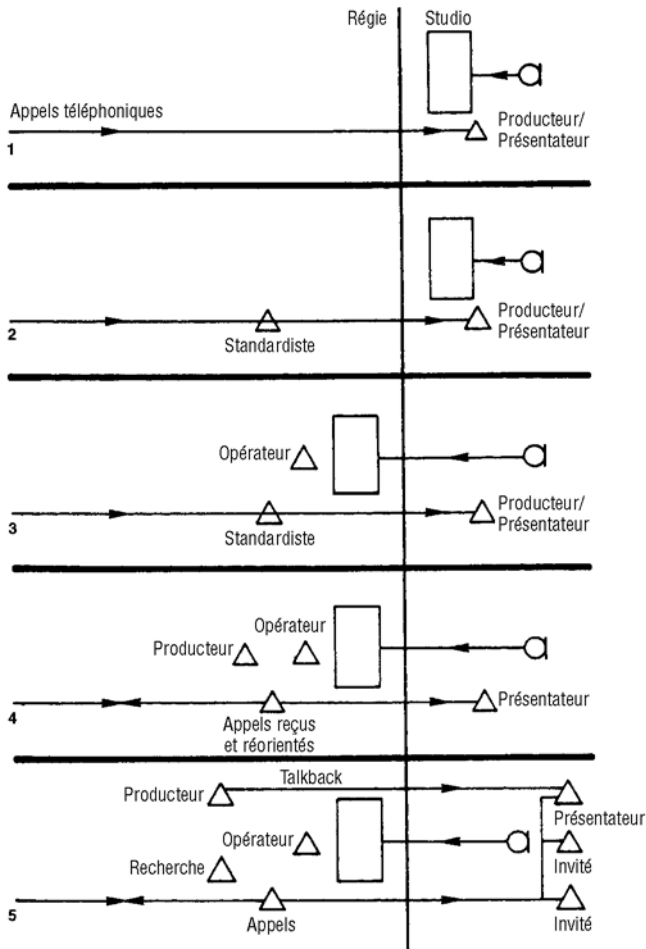 Régie
Studio
Appels téléphoniques
Producteur/
Présentateur
1
Producteur/
Présentateur
2
Standardiste
Opérateur
Producteur/
Présentateur
3
Standardiste
Opérateur
Producteur
Présentateur
4
Appels reçus
et réorientés
Talkback
Producteur
Présentateur
Opérateur
Recherche
Invité
5
Appels
Invité